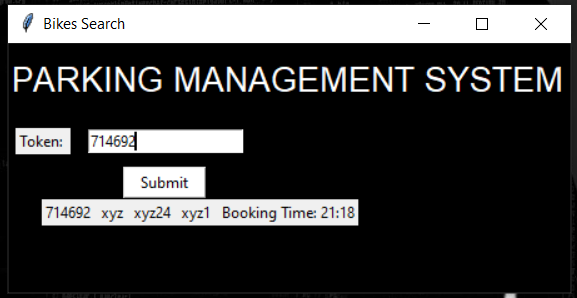 Bikes Search
PARKING MANAGEMENT SYSTEM
Token: 714692
Submit
714692 xyz xyz24 xyz1 Booking Time: 21:18